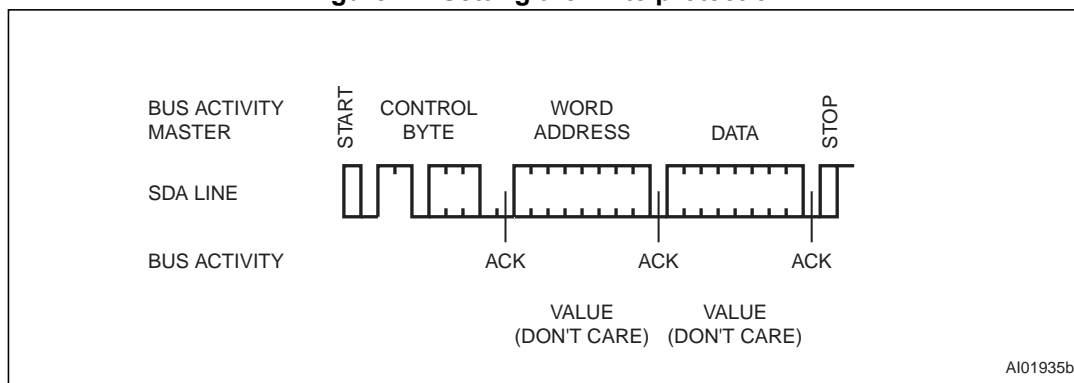 BUS ACTIVITY
MASTER
START
CONTROL
BYTE
WORD
ADDRESS
DATA
STOP
SDA LINE
BUS ACTIVITY
ACK
ACK
ACK
VALUE
(DON'T CARE)
VALUE
(DON'T CARE)
AI01935b